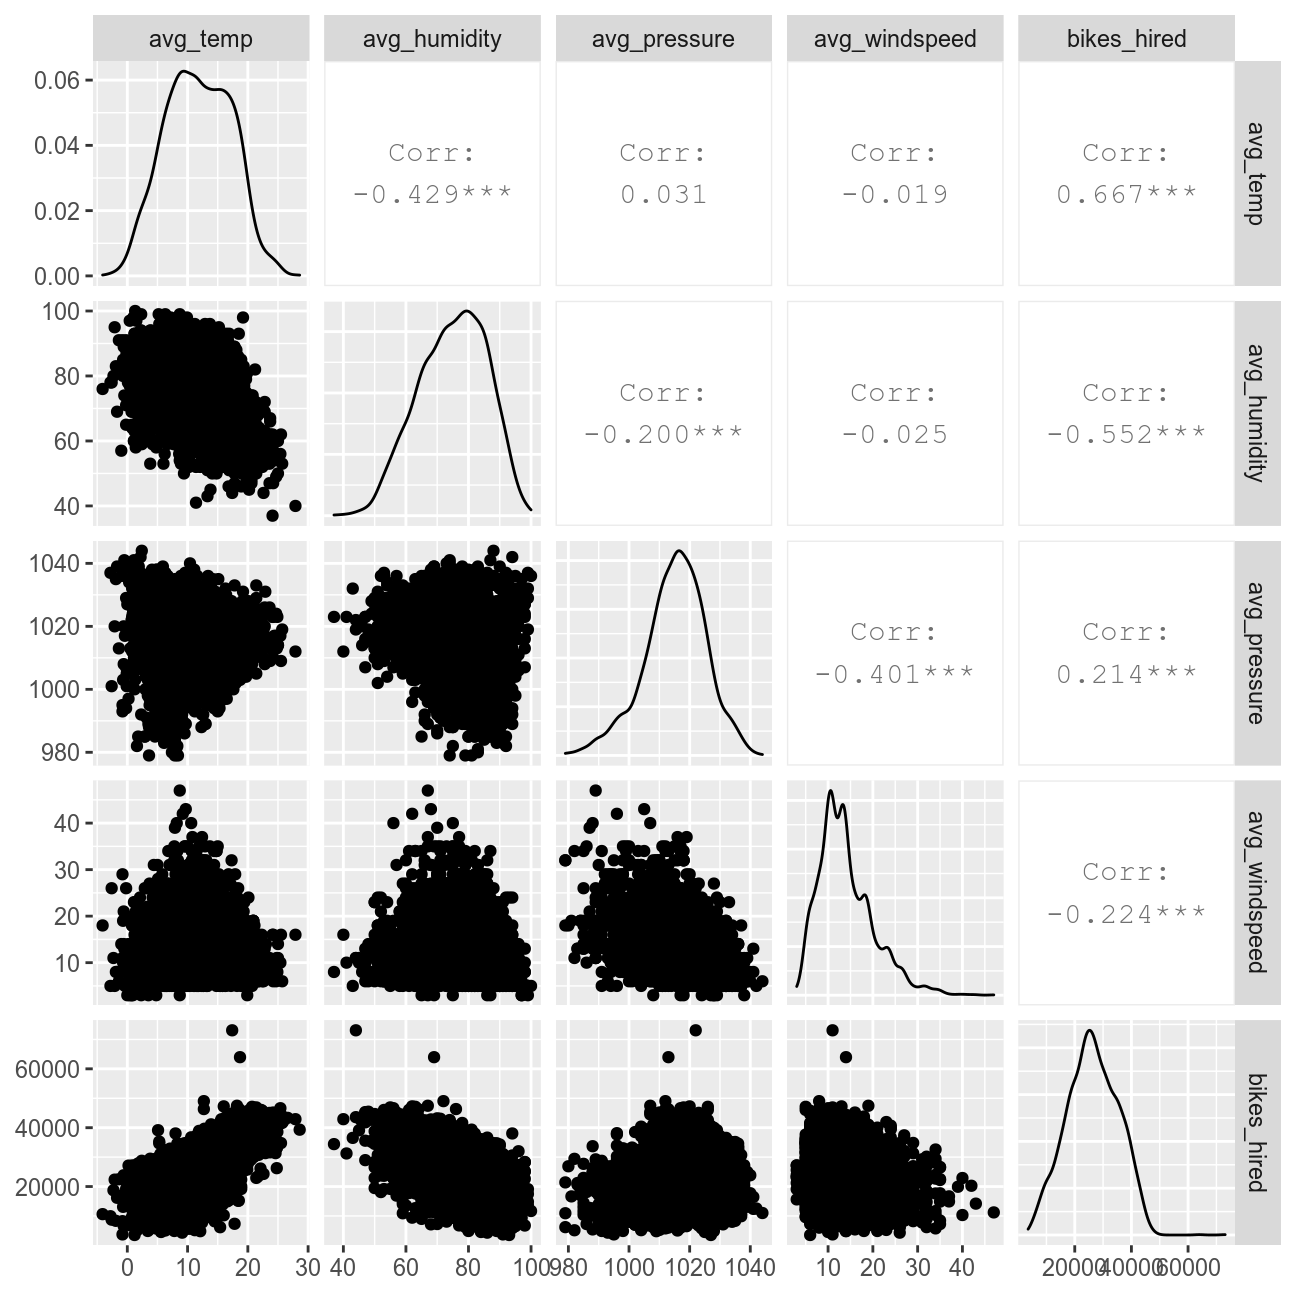 avg_temp avg_humidity avg_pressure avg_windspeed bikes_hired
0.06
0.04
0.02
0.00
Corr:
-0.429***
Corr:
0.031
Corr:
-0.019
Corr:
0.667***
avg_temp
100
80
60
40
Corr:
-0.200***
Corr:
-0.025
Corr:
-0.552***
avg_humidity
1040
1020
1000
980
Corr:
-0.401***
Corr:
0.214***
avg_pressure
40
30
20
10
Corr:
-0.224***
avg_windspeed
60000
40000
20000
bikes_hired
0 10 20 30 40 60 80 100 980 1000 1020 1040 10 20 30 40 20000 40000 60000